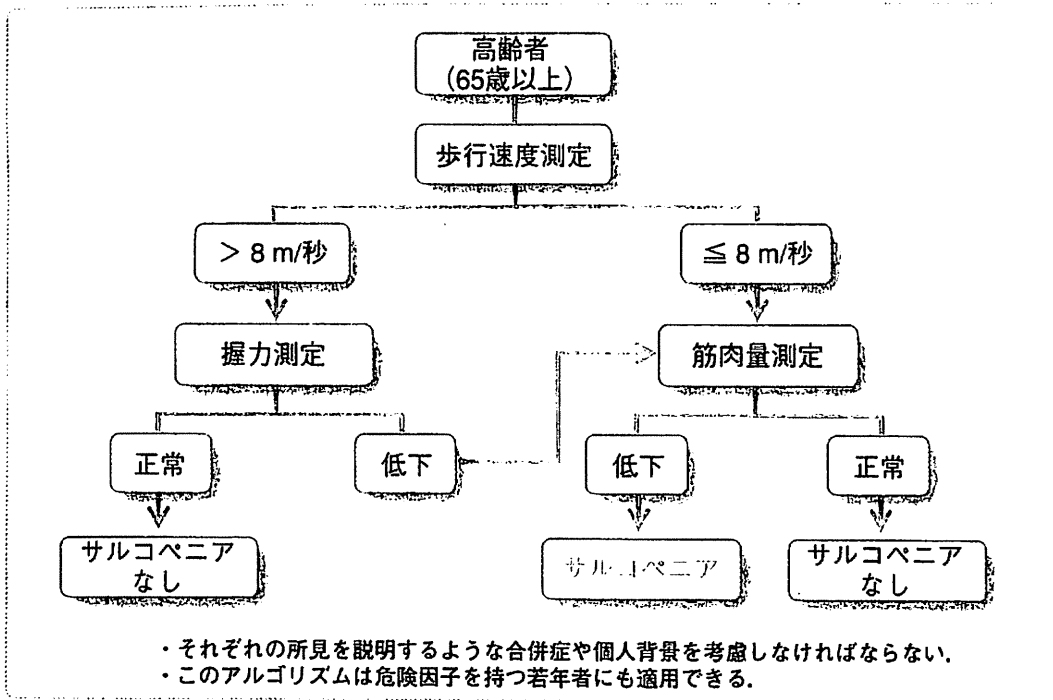 高齢者
(65歳以上)
歩行速度測定
> 8 m/秒
≦ 8 m/秒
握力測定
筋肉量測定
正常
低下
低下
正常
サルコペニア
なし
サルコペニア
サルコペニア
なし
・それぞれの所見を説明するような合併症や個人背景を考慮しなければならない.
・このアルゴリズムは危険因子を持つ若年者にも適用できる.